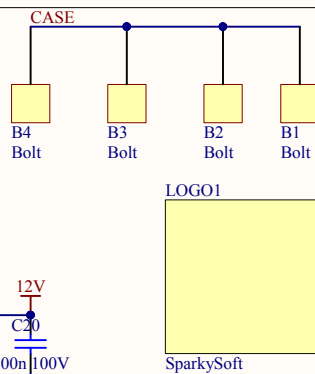 CASE
B4 B3 B2 B1
Bolt Bolt Bolt Bolt
LOGO1
12V
C20
00n 100V
SparkySoft